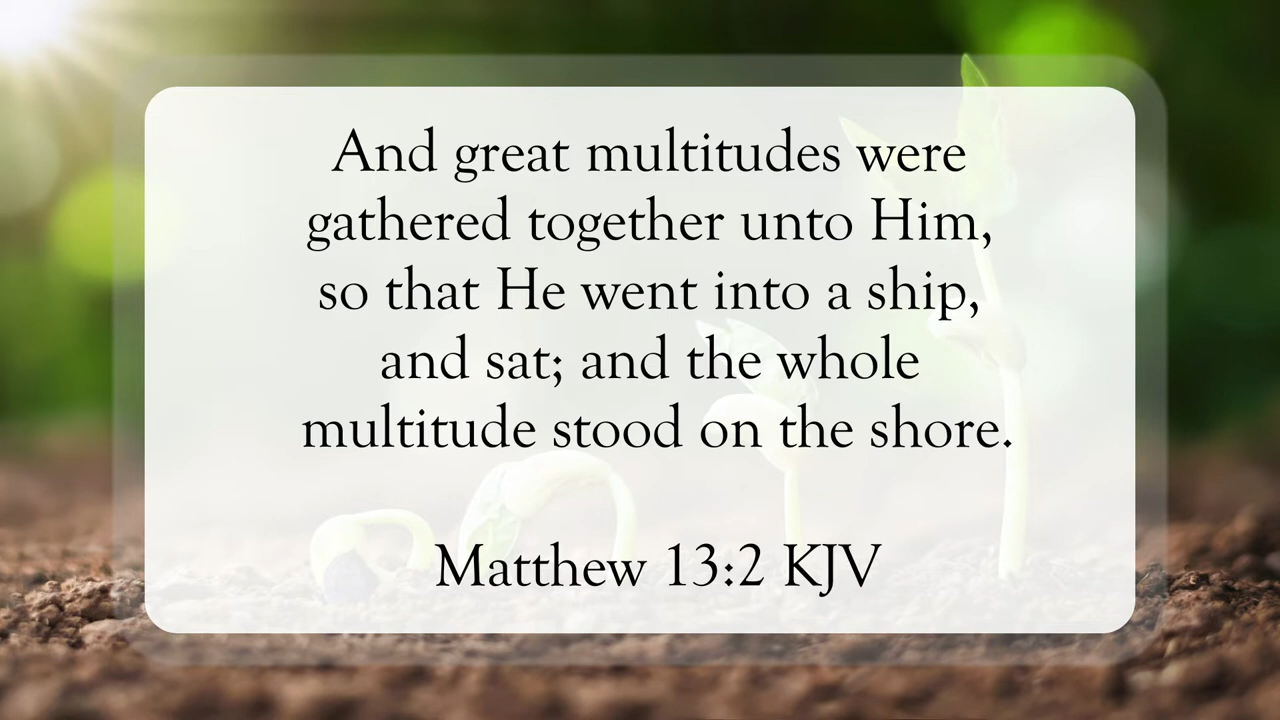 And great multitudes were
gathered together unto Him,
so that He went into a ship,
and sat; and the whole
multitude stood on the shore.
Matthew 13:2 KJV